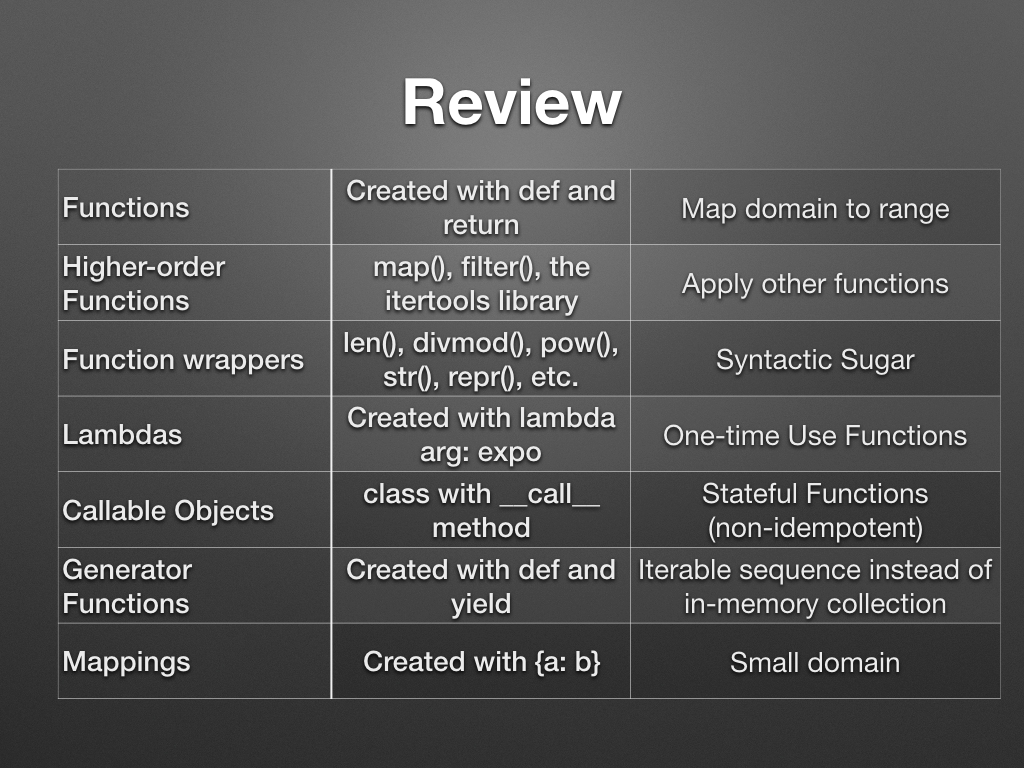 Review
Functions
Created with def and
return
Map domain to range
Higher-order
Functions
map(), filter(), the
itertools library
Apply other functions
Function wrappers
len(), divmod(), pow(),
str(), repr(), etc.
Syntactic Sugar
Lambdas
Created with lambda
arg: expo
One-time Use Functions
Callable Objects
class with __call__
method
Stateful Functions
(non-idempotent)
Generator
Functions
Created with def and
yield
Iterable sequence instead of
in-memory collection
Mappings
Created with {a: b}
Small domain